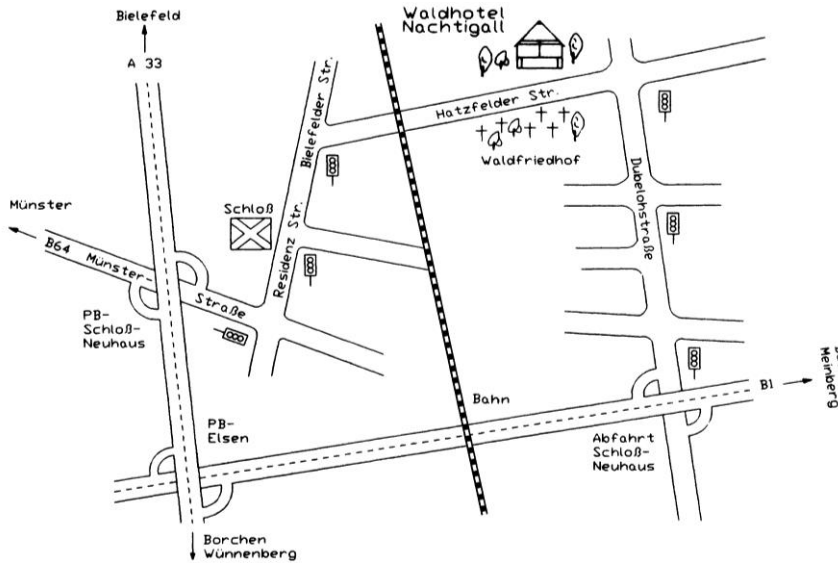 Bielefeld
A 33
Waldhotel
Nachtigall
Bielefelder Str.
Hatzfelder Str.
Waldfriedhof
Dubelohstraße
Münster
B64 Münster-
Straße
Schloß
Residenz Str.
PB-
Schloß-
Neuhaus
PB-
Elsen
Bahn
B1
Meinberg
Abfahrt
Schloß-
Neuhaus
Borchen
Wünnenberg